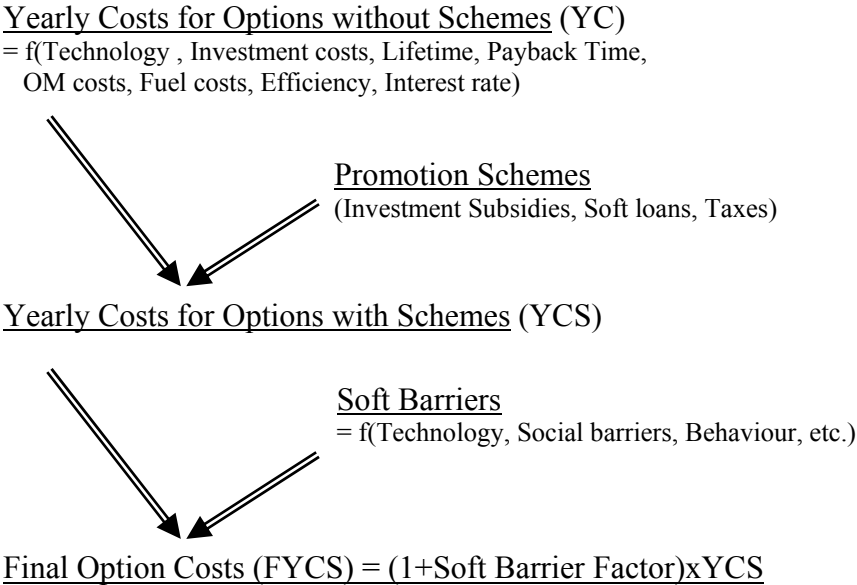 Yearly Costs for Options without Schemes (YC)
= f(Technology , Investment costs, Lifetime, Payback Time,
OM costs, Fuel costs, Efficiency, Interest rate)
Promotion Schemes
(Investment Subsidies, Soft loans, Taxes)
Yearly Costs for Options with Schemes (YCS)
Soft Barriers
= f(Technology, Social barriers, Behaviour, etc.)
Final Option Costs (FYCS) = (1+Soft Barrier Factor)xYCS